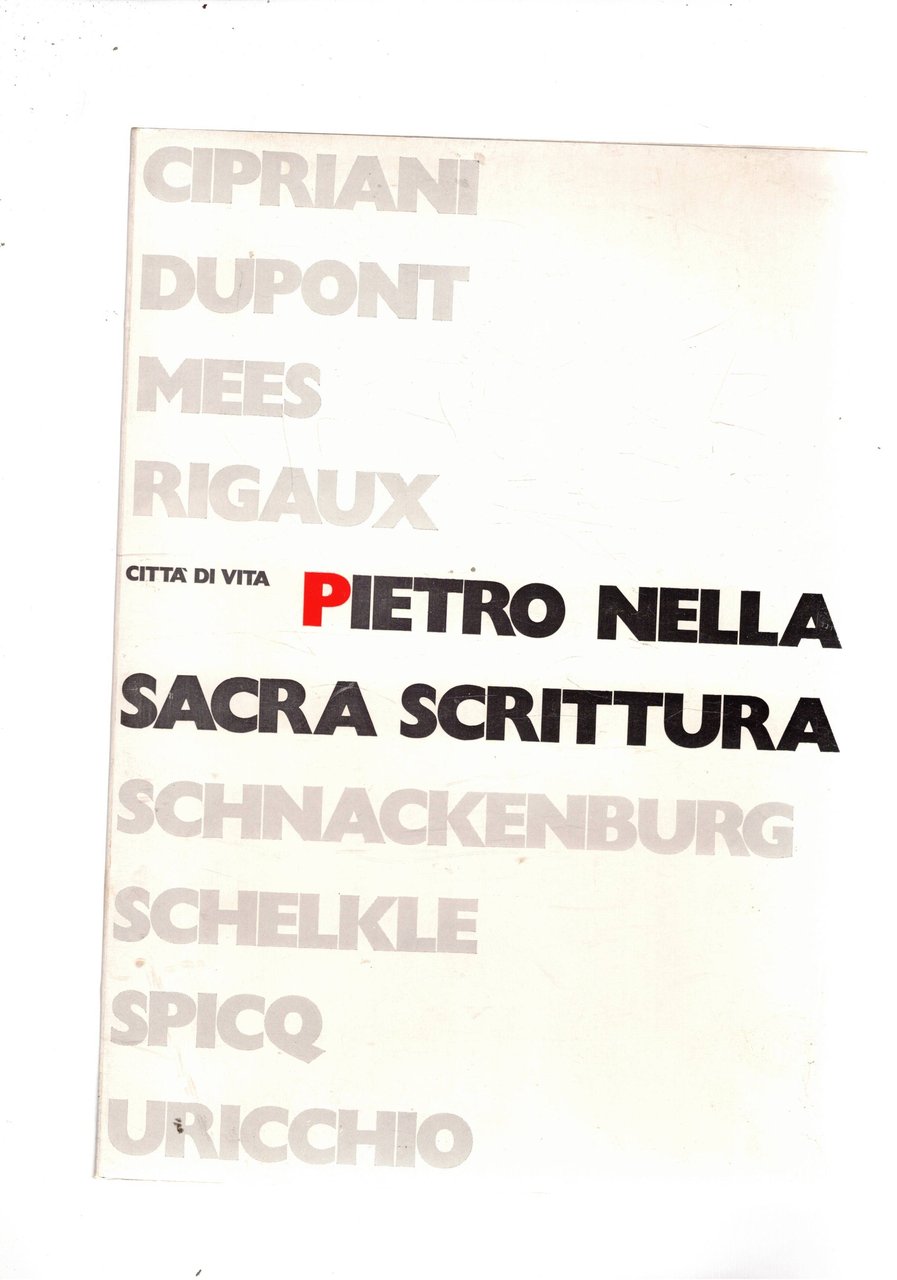 CIPRIANI
DUPONT
MEES
RIGAUX
CITTÀ DI VITA PIETRO NELLA
SACRA SCRITTURA
SCHNACKENBURG
SCHELKLE
SPICQ
URICCHIO